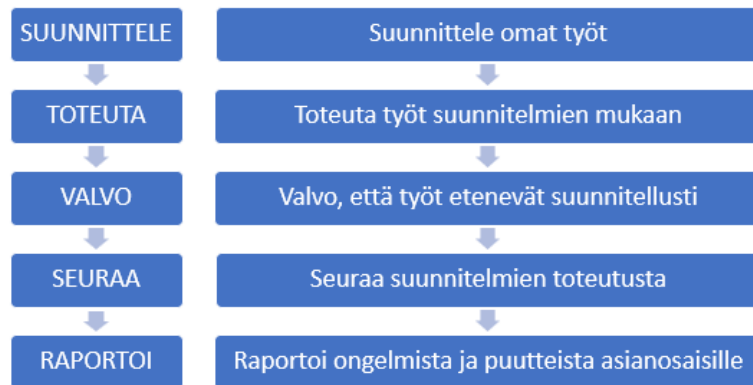 SUUNNITTELE
Suunnittele omat työt
TOTEUTA
Toteuta työt suunnitelmien mukaan
VALVO
Valvo, että työt etenevät suunnitellusti
SEURAA
Seuraa suunnitelmien toteutusta
RAPORTOI
Raportoi ongelmista ja puutteista asianosaisille